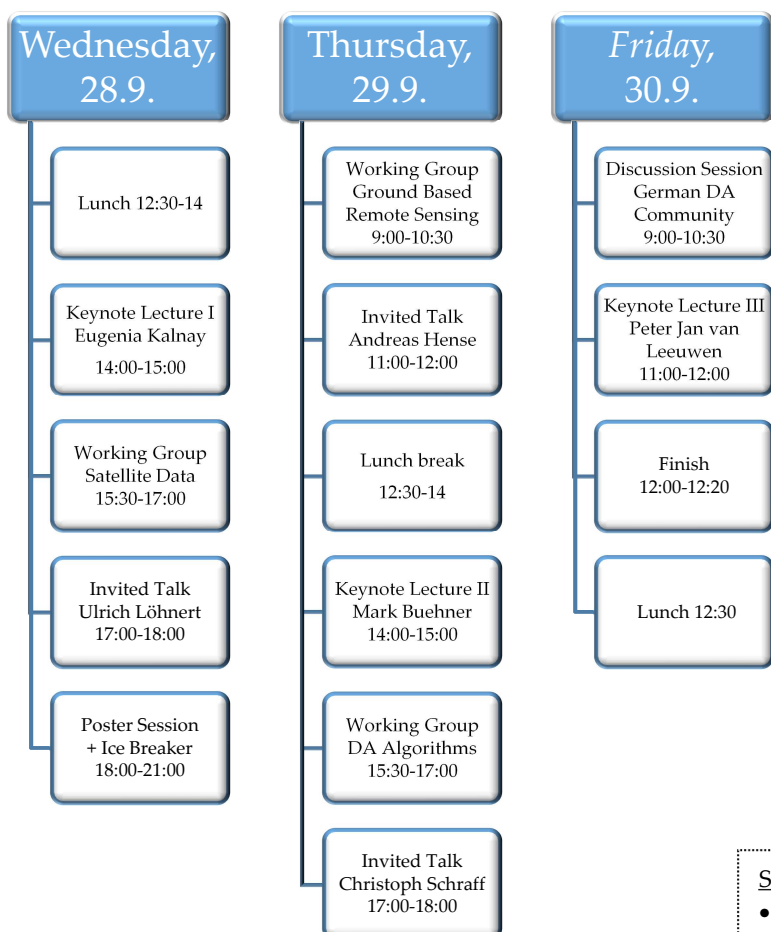 Wednesday,
28.9.
Lunch 12:30-14
Keynote Lecture I
Eugenia Kalnay
14:00-15:00
Working Group
Satellite Data
15:30-17:00
Invited Talk
Ulrich Löhnert
17:00-18:00
Poster Session
+ Ice Breaker
18:00-21:00
Thursday,
29.9.
Working Group
Ground Based
Remote Sensing
9:00-10:30
Invited Talk
Andreas Hense
11:00-12:00
Lunch break
12:30-14
Keynote Lecture II
Mark Buehner
14:00-15:00
Working Group
DA Algorithms
15:30-17:00
Invited Talk
Christoph Schraff
17:00-18:00
Friday,
30.9.
Discussion Session
German DA
Community
9:00-10:30
Keynote Lecture III
Peter Jan van
Leeuwen
11:00-12:00
Finish
12:00-12:20
Lunch 12:30
S
•